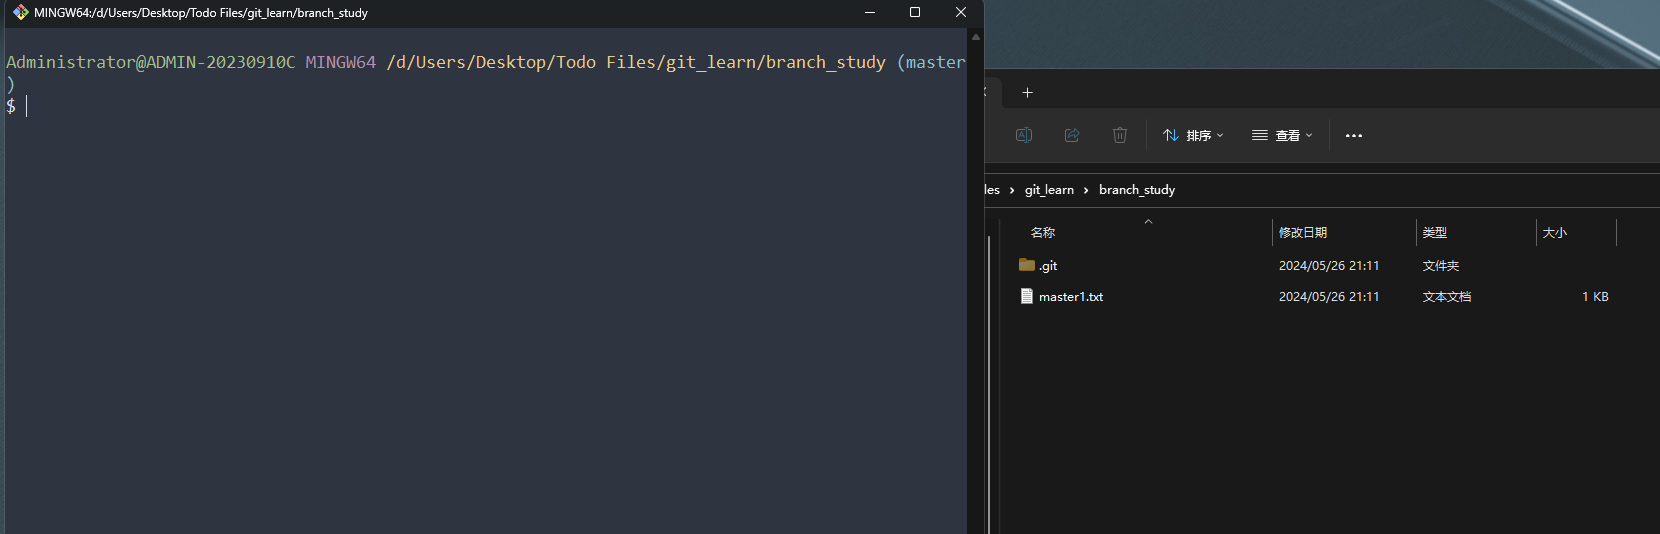 MINGW64:/d/Users/Desktop/Todo Files/git_learn/branch_study
Administrator@ADMIN-20230910C MINGW64 /d/Users/Desktop/Todo Files/git_learn/branch_study (master
)
$
排序 查看
les › git_learn › branch_study
名称 修改日期 类型 大小
.git 2024/05/26 21:11 文件夹
master1.txt 2024/05/26 21:11 文本文档 1 KB